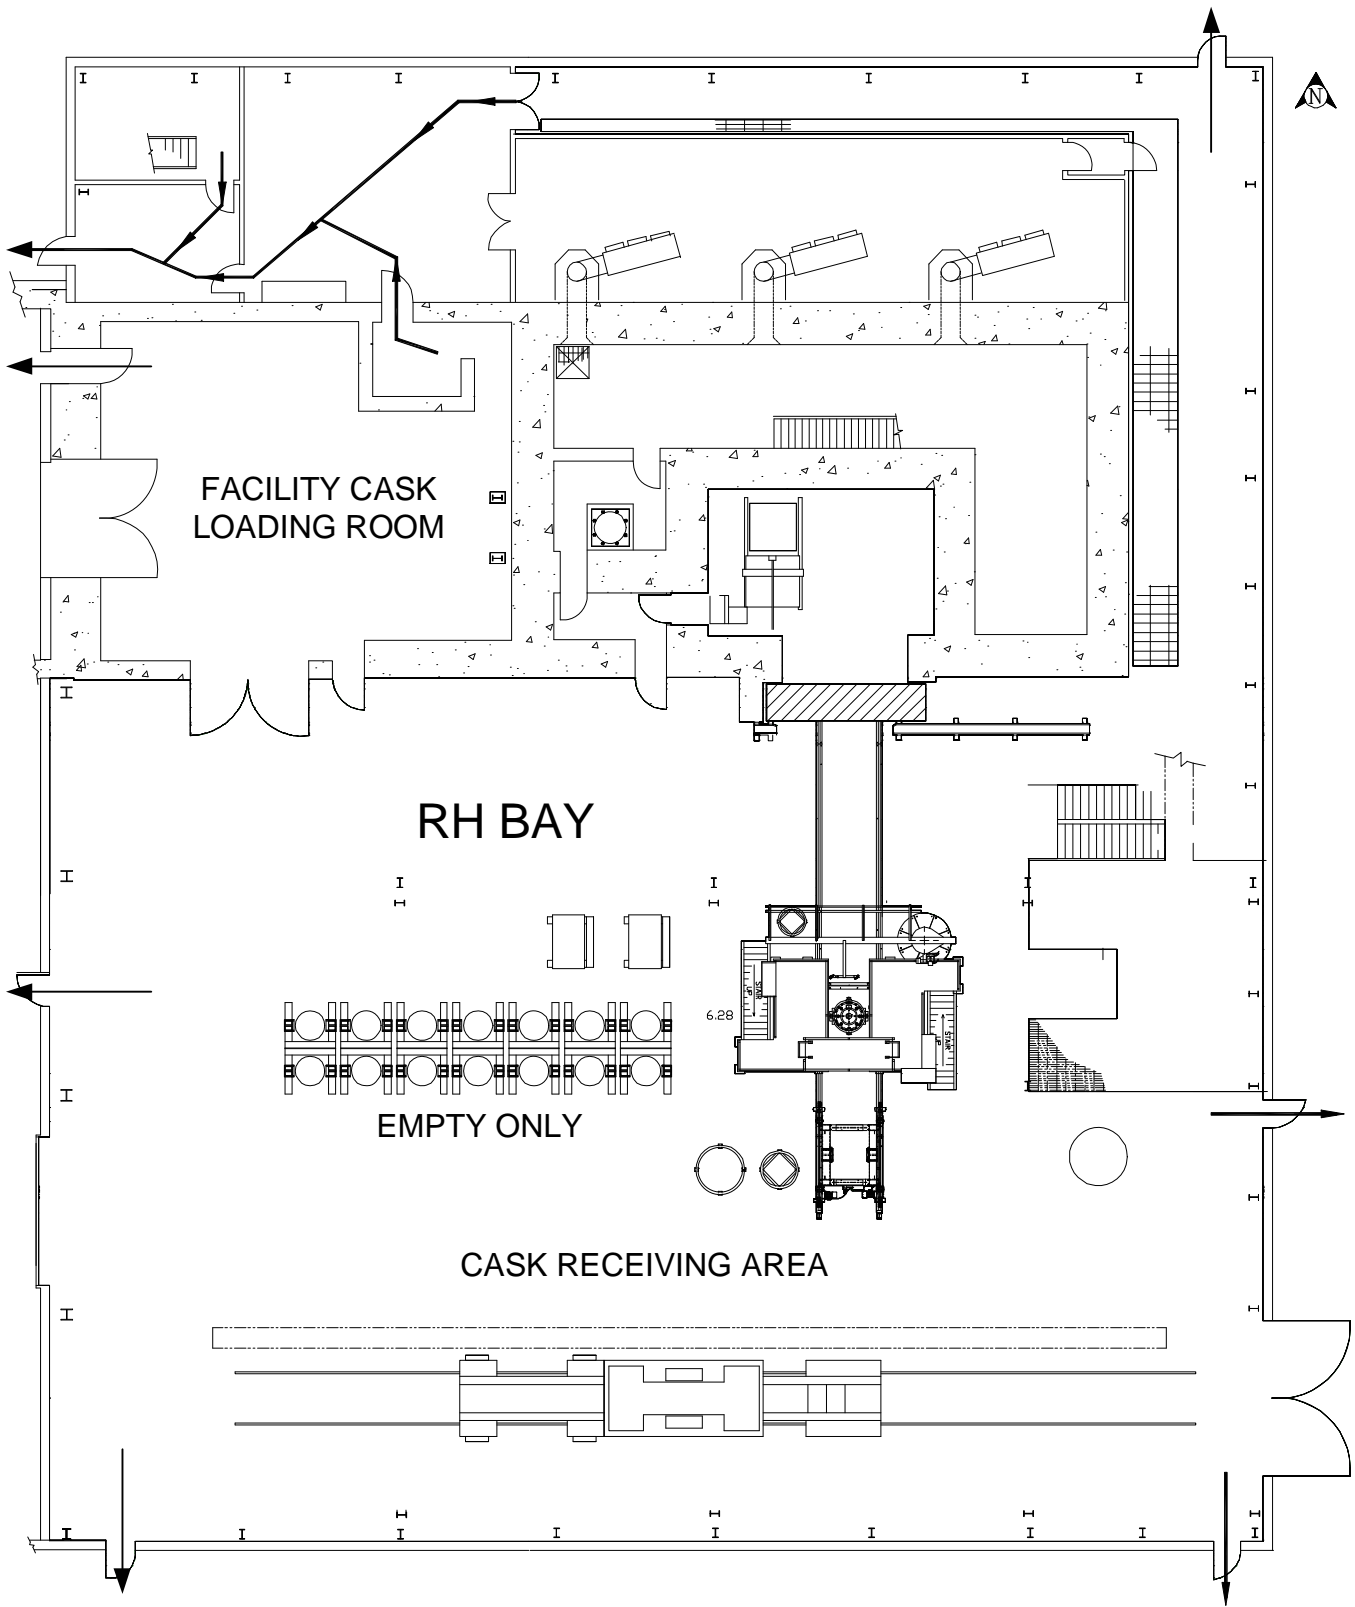 N
FACILITY CASK
LOADING ROOM
RH BAY
STAIR
UP
6.28
STAIR
UP
EMPTY ONLY
CASK RECEIVING AREA